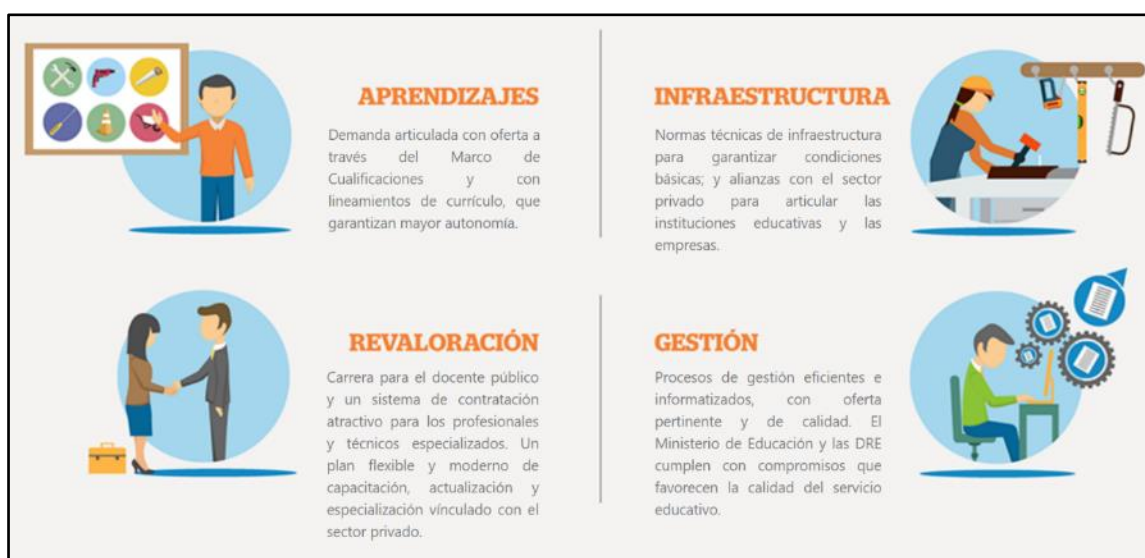 APRENDIZAJES
Demanda articulada con oferta a
través del Marco de
Cualificaciones y con
lineamientos de currículo, que
garantizan mayor autonomía.
INFRAESTRUCTURA
Normas técnicas de infraestructura
para garantizar condiciones
básicas; y alianzas con el sector
privado para articular las
instituciones educativas y las
empresas.
REVALORACIÓN
Carrera para el docente público
y un sistema de contratación
atractivo para los profesionales
y técnicos especializados. Un
plan flexible y moderno de
capacitación, actualización y
especialización vínculado con el
sector privado.
GESTIÓN
Procesos de gestión eficientes e
informatizados, con oferta
pertinente y de calidad. El
Ministerio de Educación y las DRE
cumplen con compromisos que
favorecen la calidad del servicio
educativo.